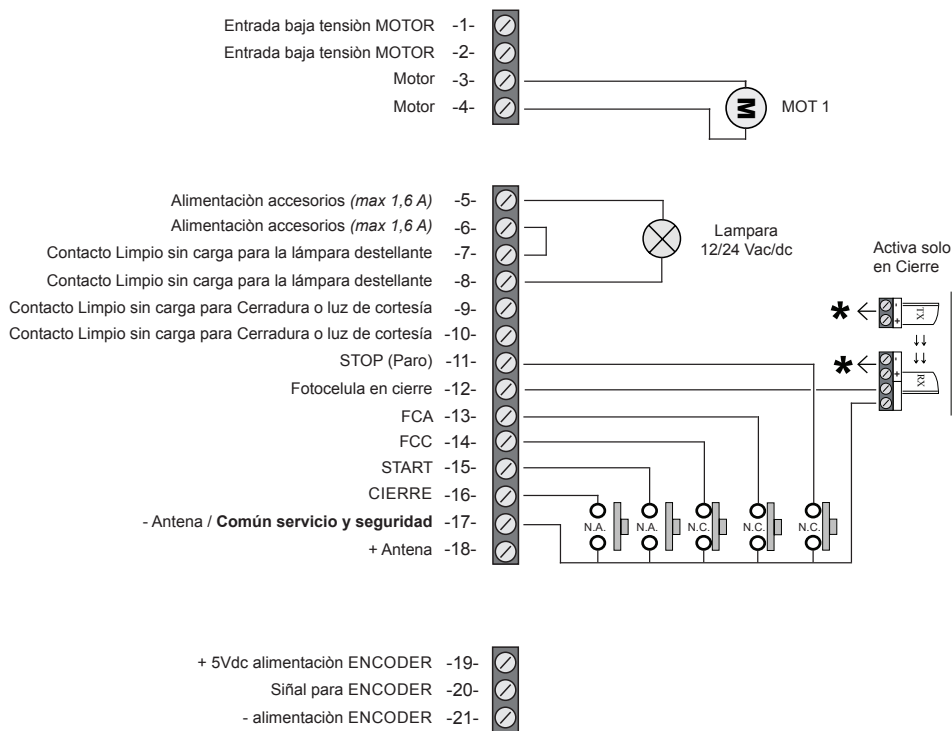 Entrada baja tensiòn MOTOR -1-
Entrada baja tensiòn MOTOR -2-
Motor -3-
Motor -4-
M
MOT 1
Alimentaciòn accesorios (max 1,6 A) -5-
Alimentaciòn accesorios (max 1,6 A) -6-
Contacto Limpio sin carga para la lámpara destellante -7-
Contacto Limpio sin carga para la lámpara destellante -8-
Contacto Limpio sin carga para Cerradura o luz de cortesía -9-
Contacto Limpio sin carga para Cerradura o luz de cortesía -10-
STOP (Paro) -11-
Fotocelula en cierre -12-
FCA -13-
FCC -14-
START -15-
CIERRE -16-
- Antena / Común servicio y seguridad -17-
+ Antena -18-
Lampara
12/24 Vac/dc
Activa solo
en Cierre
* - + TX
* - + RX
N.A. N.A. N.C. N.C. N.C.
+ 5Vdc alimentaciòn ENCODER -19-
Siñal para ENCODER -20-
- alimentaciòn ENCODER -21-